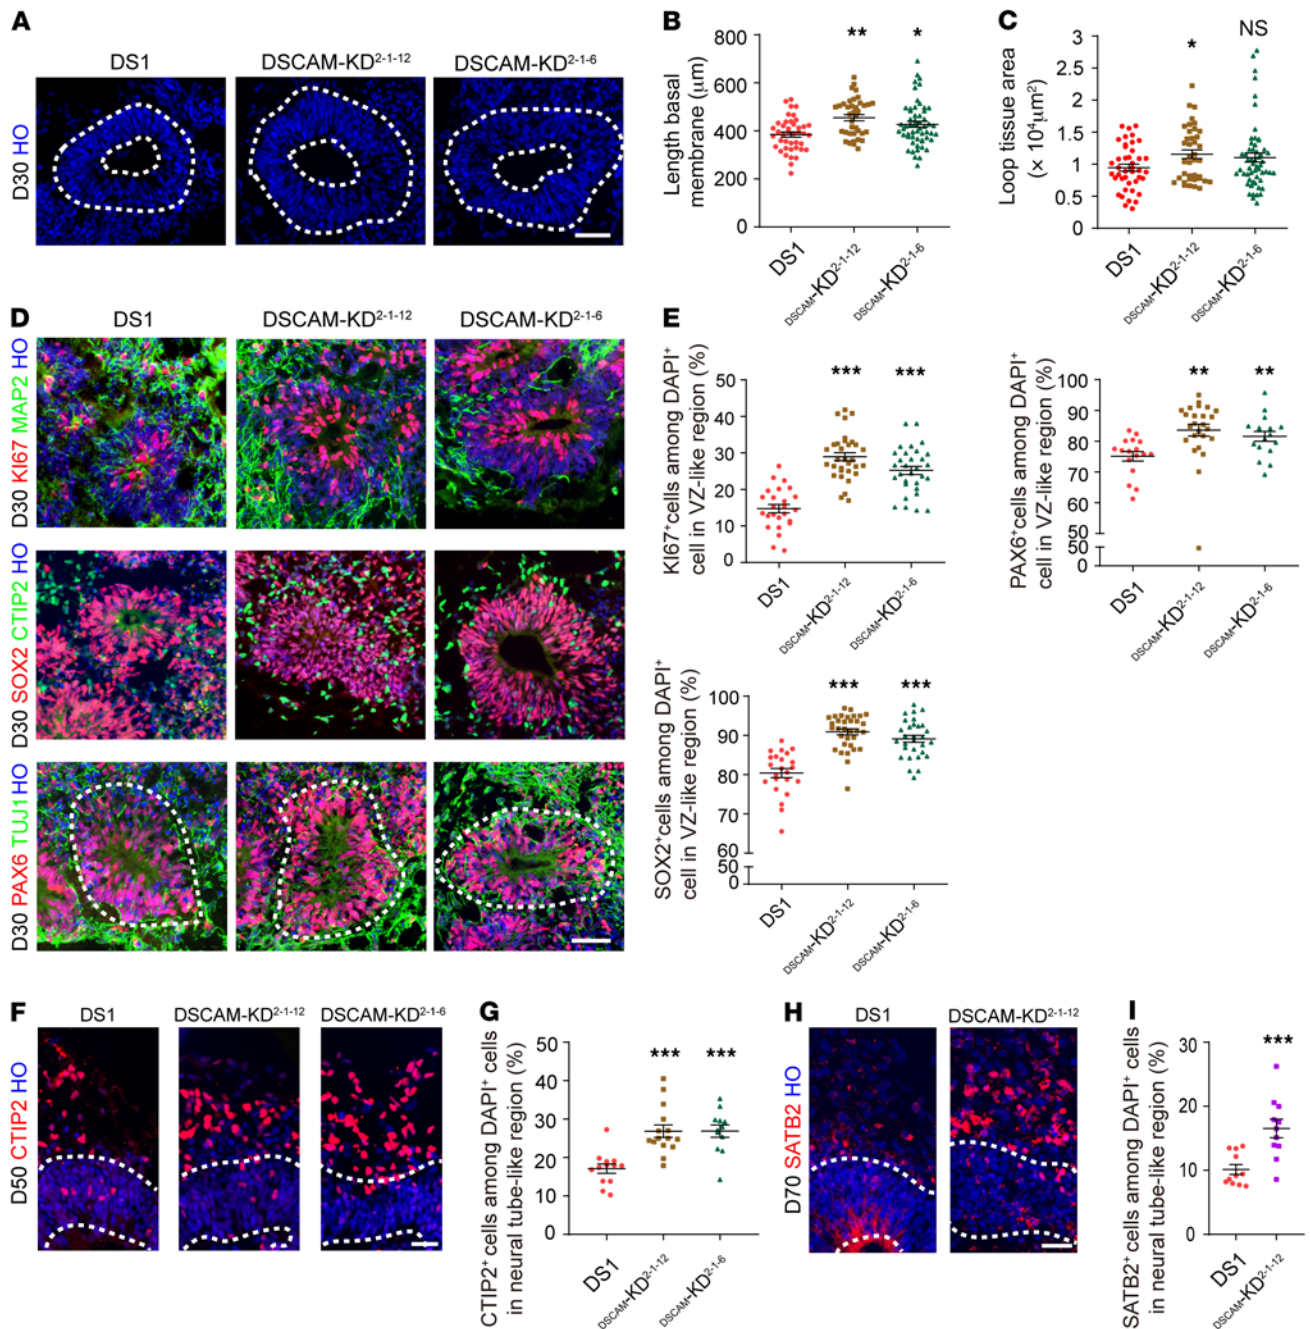 A
DS1
DSCAM-KD2-1-12
DSCAM-KD2-1-6
D30 HO
B
Length basal
membrane (μm)
800
600
400
200
0
**
*
DS1
DSCAM-KD2-1-12
DSCAM-KD2-1-6
C
Loop tissue area
(× 10⁴μm²)
3
2.5
2
1.5
1
0.5
0
*
NS
DS1
DSCAM-KD2-1-12
DSCAM-KD2-1-6
D
DS1
DSCAM-KD2-1-12
DSCAM-KD2-1-6
D30 KI67 MAP2 HO
D30 SOX2 CTIP2 HO
D30 PAX6 TUJ1 HO
E
KI67+cells among DAPI+
cell in VZ-like region (%)
50
40
30
20
10
0
***
***
DS1
DSCAM-KD2-1-12
DSCAM-KD2-1-6
PAX6+cells among DAPI+
cell in VZ-like region (%)
100
90
80
70
60
50
50
0
**
**
DS1
DSCAM-KD2-1-12
DSCAM-KD2-1-6
SOX2+cells among DAPI+
cell in VZ-like region (%)
100
90
80
70
60
50
0
***
***
DS1
DSCAM-KD2-1-12
DSCAM-KD2-1-6
F
DS1
DSCAM-KD2-1-12
DSCAM-KD2-1-6
D50 CTIP2 HO
G
CTIP2+ cells among DAPI+ cells
in neural tube-like region (%)
50
40
30
20
10
0
***
***
DS1
DSCAM-KD2-1-12
DSCAM-KD2-1-6
H
DS1
DSCAM-KD2-1-12
D70 SATB2 HO
I
SATB2+ cells among DAPI+ cells
in neural tube-like region (%)
30
20
10
0
***
DS1
DSCAM-KD2-1-12